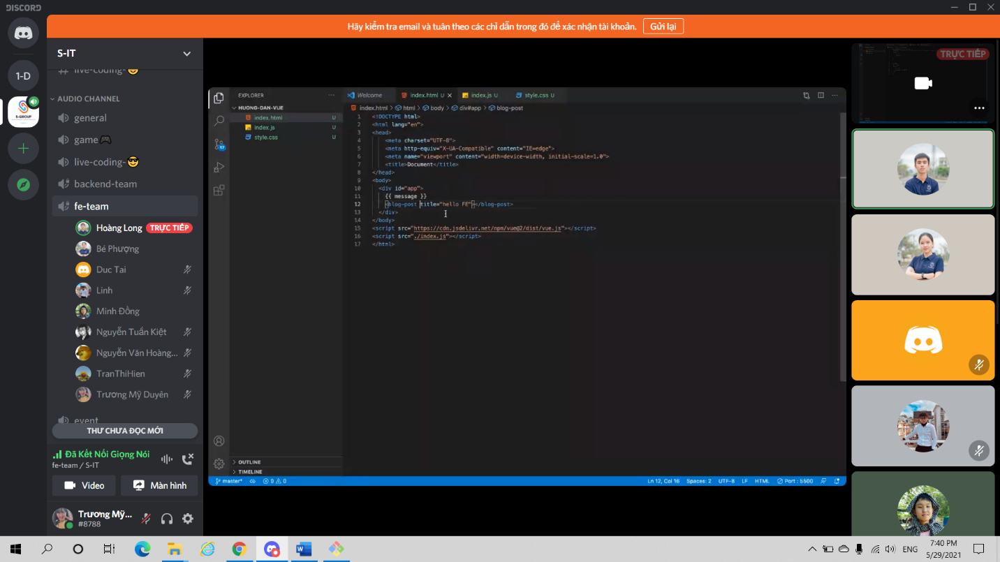 DISCORD
Hãy kiểm tra email và tuân theo các chỉ dẫn trong đó để xác nhận tài khoản. Gửi lại
S-IT
live-coding-
AUDIO CHANNEL
general
game
live-coding-
backend-team
fe-team
Hoàng Long TRỰC TIẾP
Bé Phượng
Duc Tai
Linh
Minh Đồng
Nguyễn Tuấn Kiệt
Nguyễn Văn Hoàng...
TranThiHien
Trương Mỹ Duyên
event
THƯ CHƯA ĐỌC MỚI
Đã Kết Nối Giọng Nói
fe-team / S-IT
Video Màn hình
Trương Mỹ...
#8788
1-D
S-GROUP
EXPLORER ...
HUONG-DAN-VUE
index.html U
index.js U
style.css U
OUTLINE
TIMELINE
17
Welcome index.html U index.js U style.css U
index.html > html > body > div#app > blog-post
1 <!DOCTYPE html>
2 <html lang="en">
3 <head>
4 <meta charset="UTF-8">
5 <meta http-equiv="X-UA-Compatible" content="IE=edge">
6 <meta name="viewport" content="width=device-width, initial-scale=1.0">
7 <title>Document</title>
8 </head>
9 <body>
10 <div id="app">
11 {{ message }}
12 <blog-post title="hello FE"></blog-post>
13 </div>
14 </body>
15 <script src="https://cdn.jsdelivr.net/npm/vue@2/dist/vue.js"></script>
16 <script src="./index.js"></script>
17 </html>
master* 0 0 Ln 12, Col 16 Spaces: 2 UTF-8 LF HTML Port : 5500
TRỰC TIẾP
ENG
7:40 PM
5/29/2021